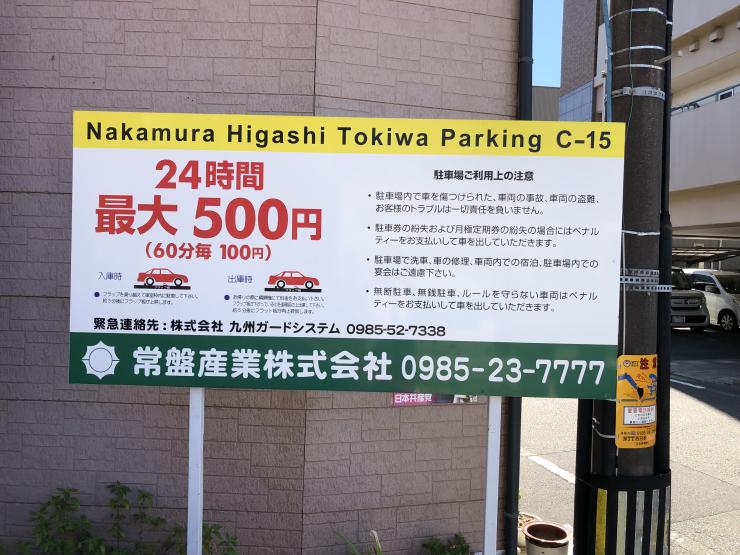 Nakamura Higashi Tokiwa Parking C-15
24時間
最大 500円
(60分毎 100円)
入庫時
出庫時
駐車場ご利用上の注意
・駐車場内で車を傷つけられた、車両の事故、車両の盗難、
お客様のトラブルは一切責任を負いません。
・駐車券の紛失および月極定期券の紛失の場合にはペナル
ティーをお支払いして車を出していただきます。
・駐車場で洗車、車の修理、車両内での宿泊、駐車場内での
宴会はご遠慮下さい。
・無断駐車、無銭駐車、ルールを守らない車両はペナル
ティーをお支払いして車を出していただきます。
緊急連絡先：株式会社 九州ガードシステム 0985-52-7338
常盤産業株式会社 0985-23-7777
日本共産党
NTT西日本